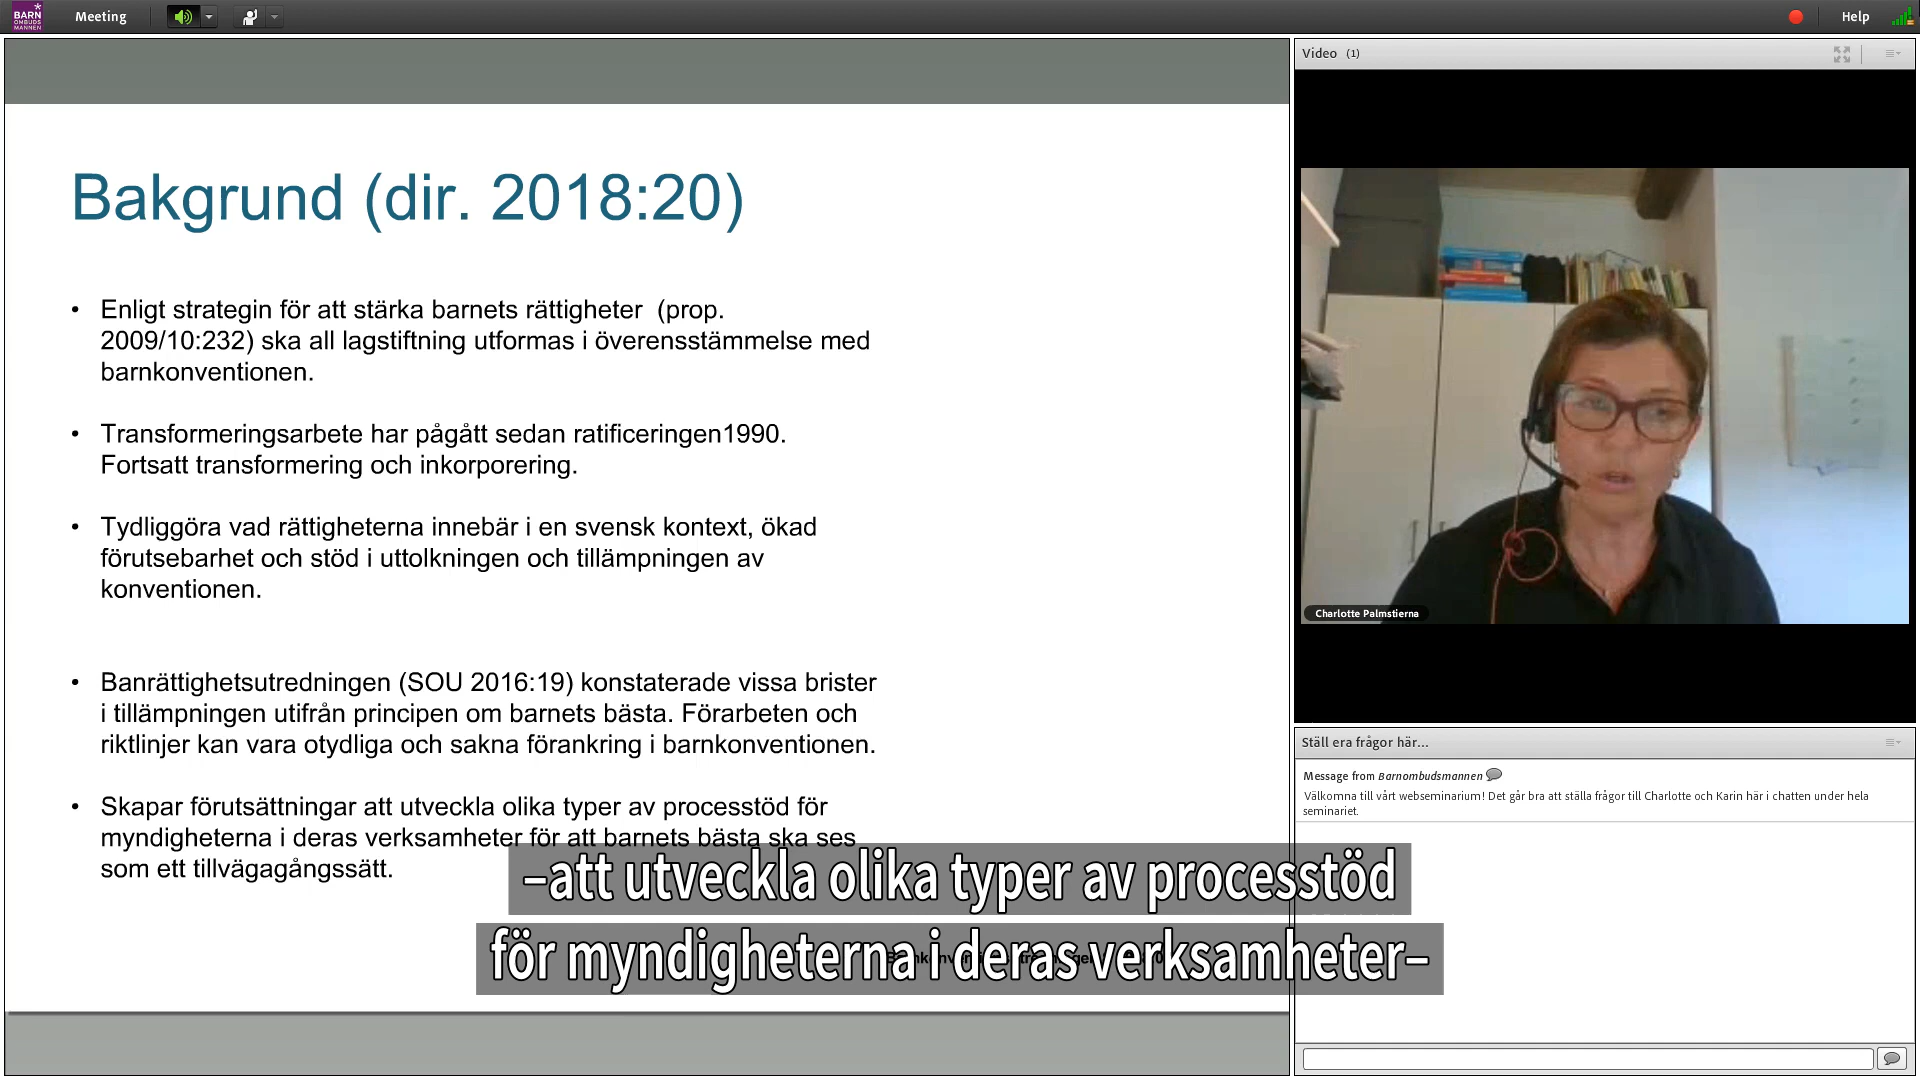 BARN
OMBUDS
MANNEN
Meeting
Help
Bakgrund (dir. 2018:20)
• Enligt strategin för att stärka barnets rättigheter (prop.
2009/10:232) ska all lagstiftning utformas i överensstämmelse med
barnkonventionen.
• Transformeringsarbete har pågått sedan ratificeringen1990.
Fortsatt transformering och inkorporering.
• Tydliggöra vad rättigheterna innebär i en svensk kontext, ökad
förutsebarhet och stöd i uttolkningen och tillämpningen av
konventionen.
• Banrättighetsutredningen (SOU 2016:19) konstaterade vissa brister
i tillämpningen utifrån principen om barnets bästa. Förarbeten och
riktlinjer kan vara otydliga och sakna förankring i barnkonventionen.
• Skapar förutsättningar att utveckla olika typer av processtöd för
myndigheterna i deras verksamheter för att barnets bästa ska ses
som ett tillvägagångssätt.
–att utveckla olika typer av processtöd
för myndigheterna i deras verksamheter–
Video (1)
Charlotte Palmstierna
Ställ era frågor här...
Message from Barnombudsmannen
Välkomna till vårt webseminarium! Det går bra att ställa frågor till Charlotte och Karin här i chatten under hela
seminariet.